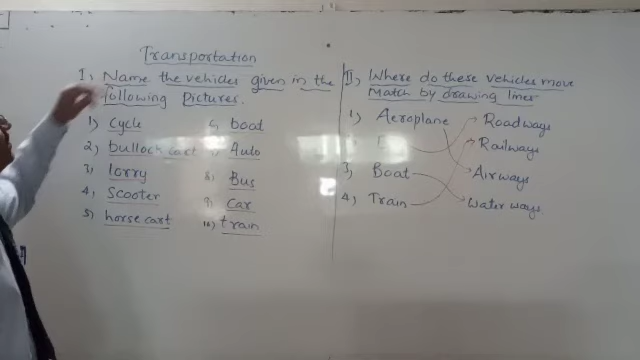 Transportation
I, Name the vehicles given in the
following Pictures.
1) Cycle
2) bullock cart
3) lorry
4) Scooter
5) horse cart
6) boat
Auto
8) Bus
9) Car
10) train
II) Where do these vehicles move
Match by drawing lines
1) Aeroplane
3) Boat
4) Train
Roadways
Railways
Airways
Water ways